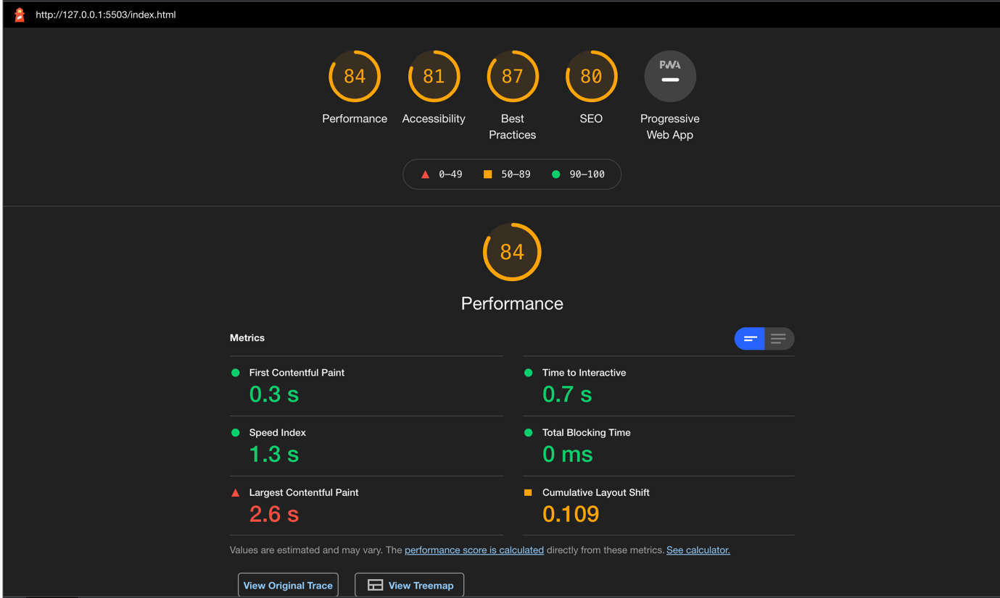 http://127.0.0.1:5503/index.html
84 81 87 80 PWA
Performance Accessibility Best Practices SEO Progressive Web App
0–49 50–89 90–100
84
Performance
Metrics
First Contentful Paint
0.3 s
Time to Interactive
0.7 s
Speed Index
1.3 s
Total Blocking Time
0 ms
Largest Contentful Paint
2.6 s
Cumulative Layout Shift
0.109
Values are estimated and may vary. The performance score is calculated directly from these metrics. See calculator.
View Original Trace View Treemap